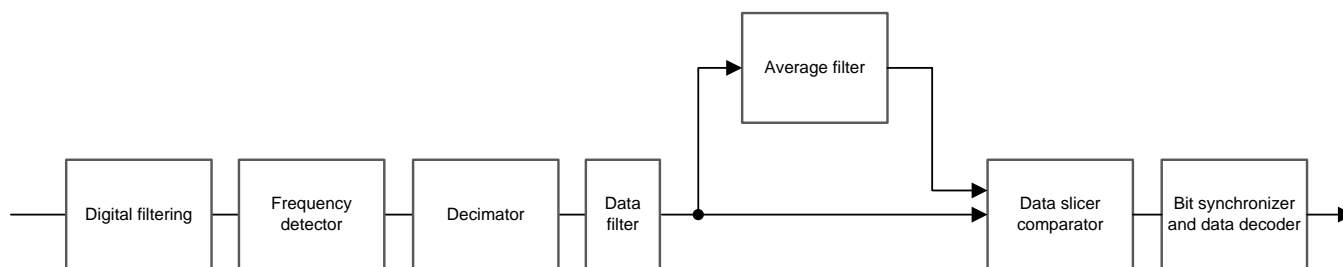 Average filter
Digital filtering
Frequency
detector
Decimator
Data
filter
Data slicer
comparator
Bit synchronizer
and data decoder